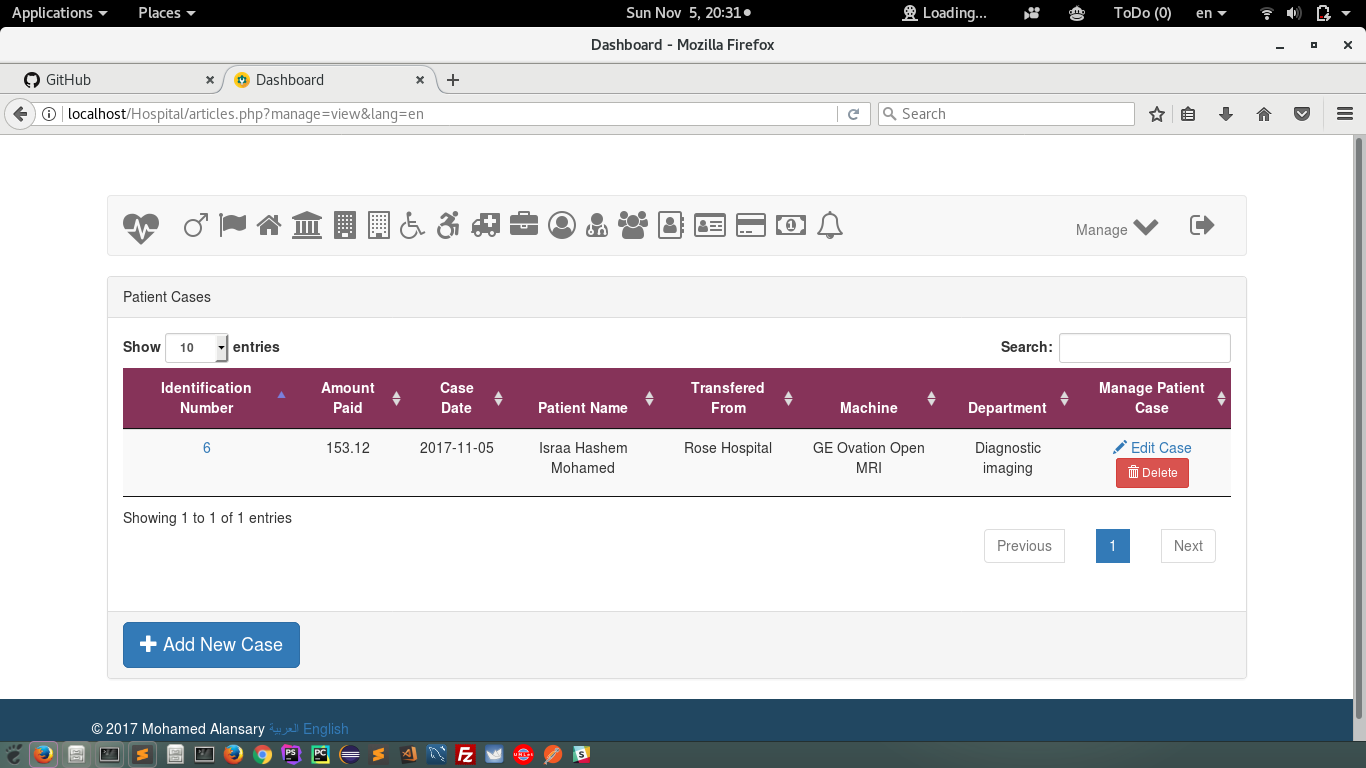 Applications Places Sun Nov 5, 20:31 Loading... ToDo (0) en
Dashboard - Mozilla Firefox
GitHub Dashboard
localhost/Hospital/articles.php?manage=view&lang=en Search
Manage
Patient Cases
Show 10 entries Search:
Identification Amount Case Transfered Manage Patient
Number Paid Date Patient Name From Machine Department Case
6 153.12 2017-11-05 Israa Hashem Rose Hospital GE Ovation Open Diagnostic Edit Case
Mohamed MRI imaging Delete
Showing 1 to 1 of 1 entries
Previous 1 Next
Add New Case
© 2017 Mohamed Alansary العربية English